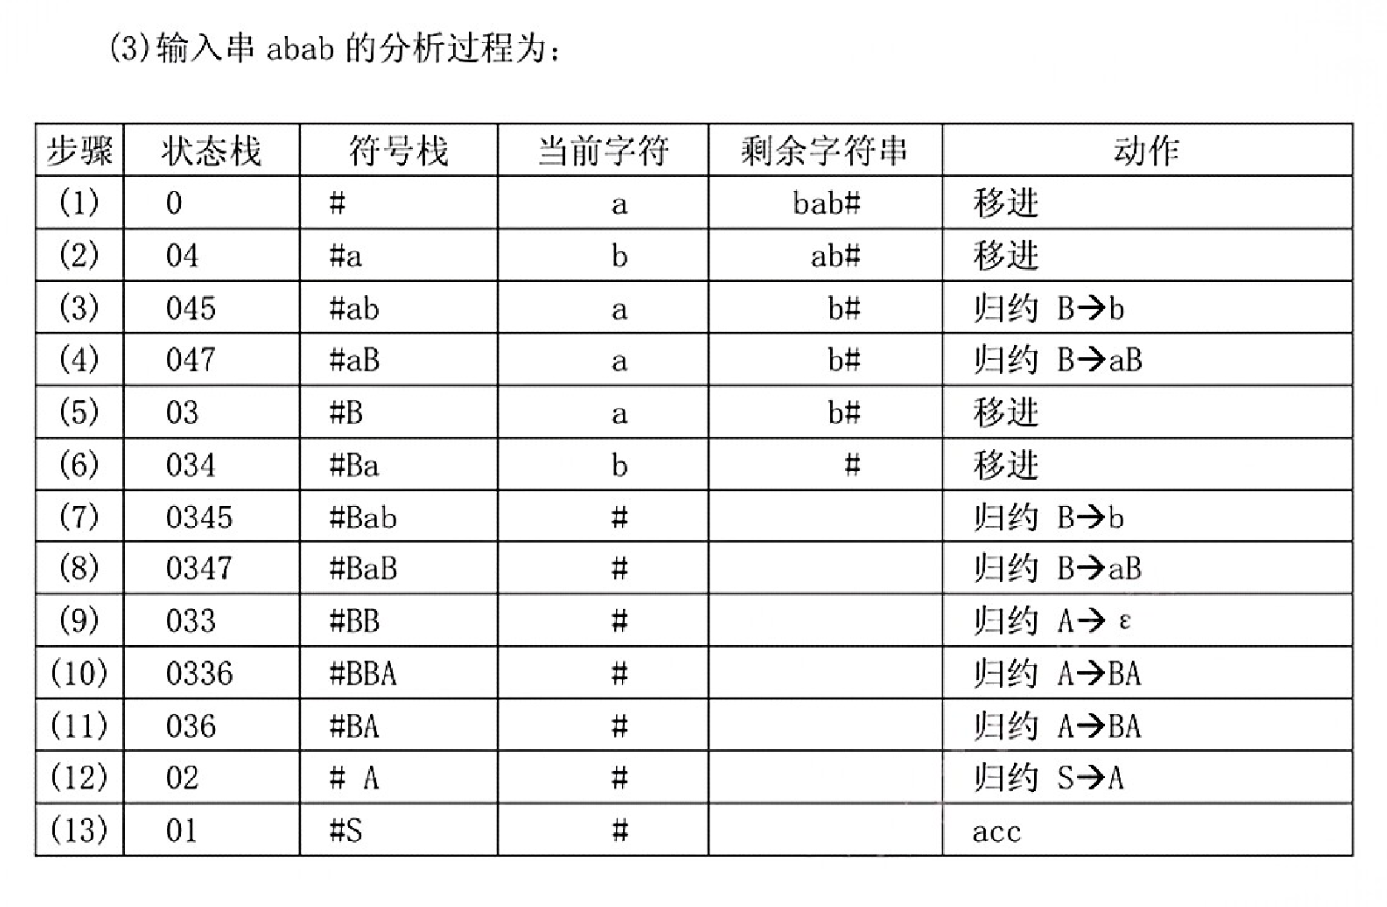 (3)输入串 abab 的分析过程为：
步骤 状态栈 符号栈 当前字符 剩余字符串 动作
(1) 0 # a bab# 移进
(2) 04 #a b ab# 移进
(3) 045 #ab a b# 归约 B→b
(4) 047 #aB a b# 归约 B→aB
(5) 03 #B a b# 移进
(6) 034 #Ba b # 移进
(7) 0345 #Bab # 归约 B→b
(8) 0347 #BaB # 归约 B→aB
(9) 033 #BB # 归约 A→ ε
(10) 0336 #BBA # 归约 A→BA
(11) 036 #BA # 归约 A→BA
(12) 02 # A # 归约 S→A
(13) 01 #S # acc